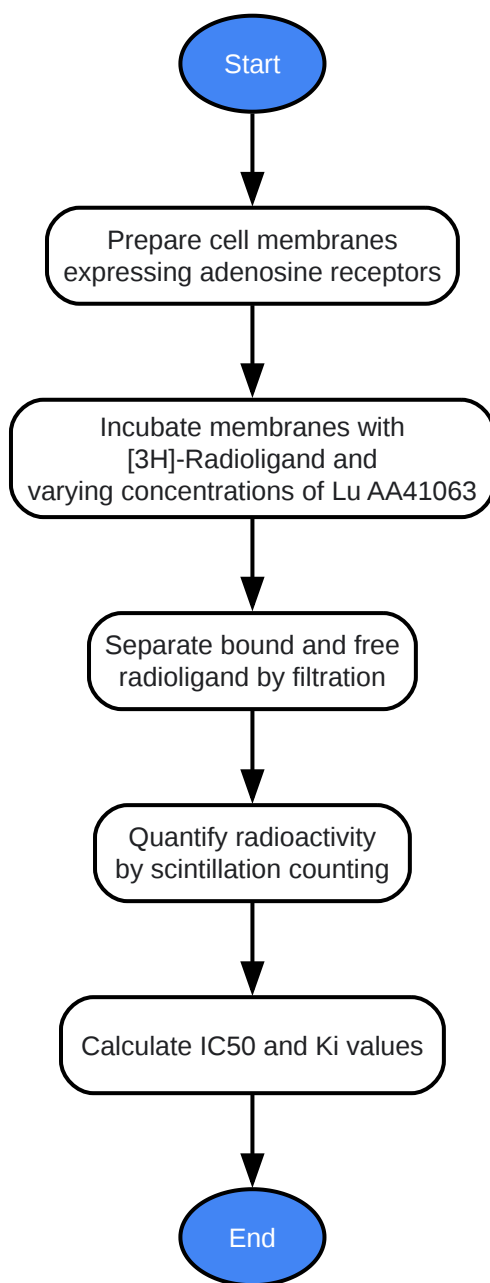 Start
Prepare cell membranes
expressing adenosine receptors
Incubate membranes with
[3H]-Radioligand and
varying concentrations of Lu AA41063
Separate bound and free
radioligand by filtration
Quantify radioactivity
by scintillation counting
Calculate IC50 and Ki values
End